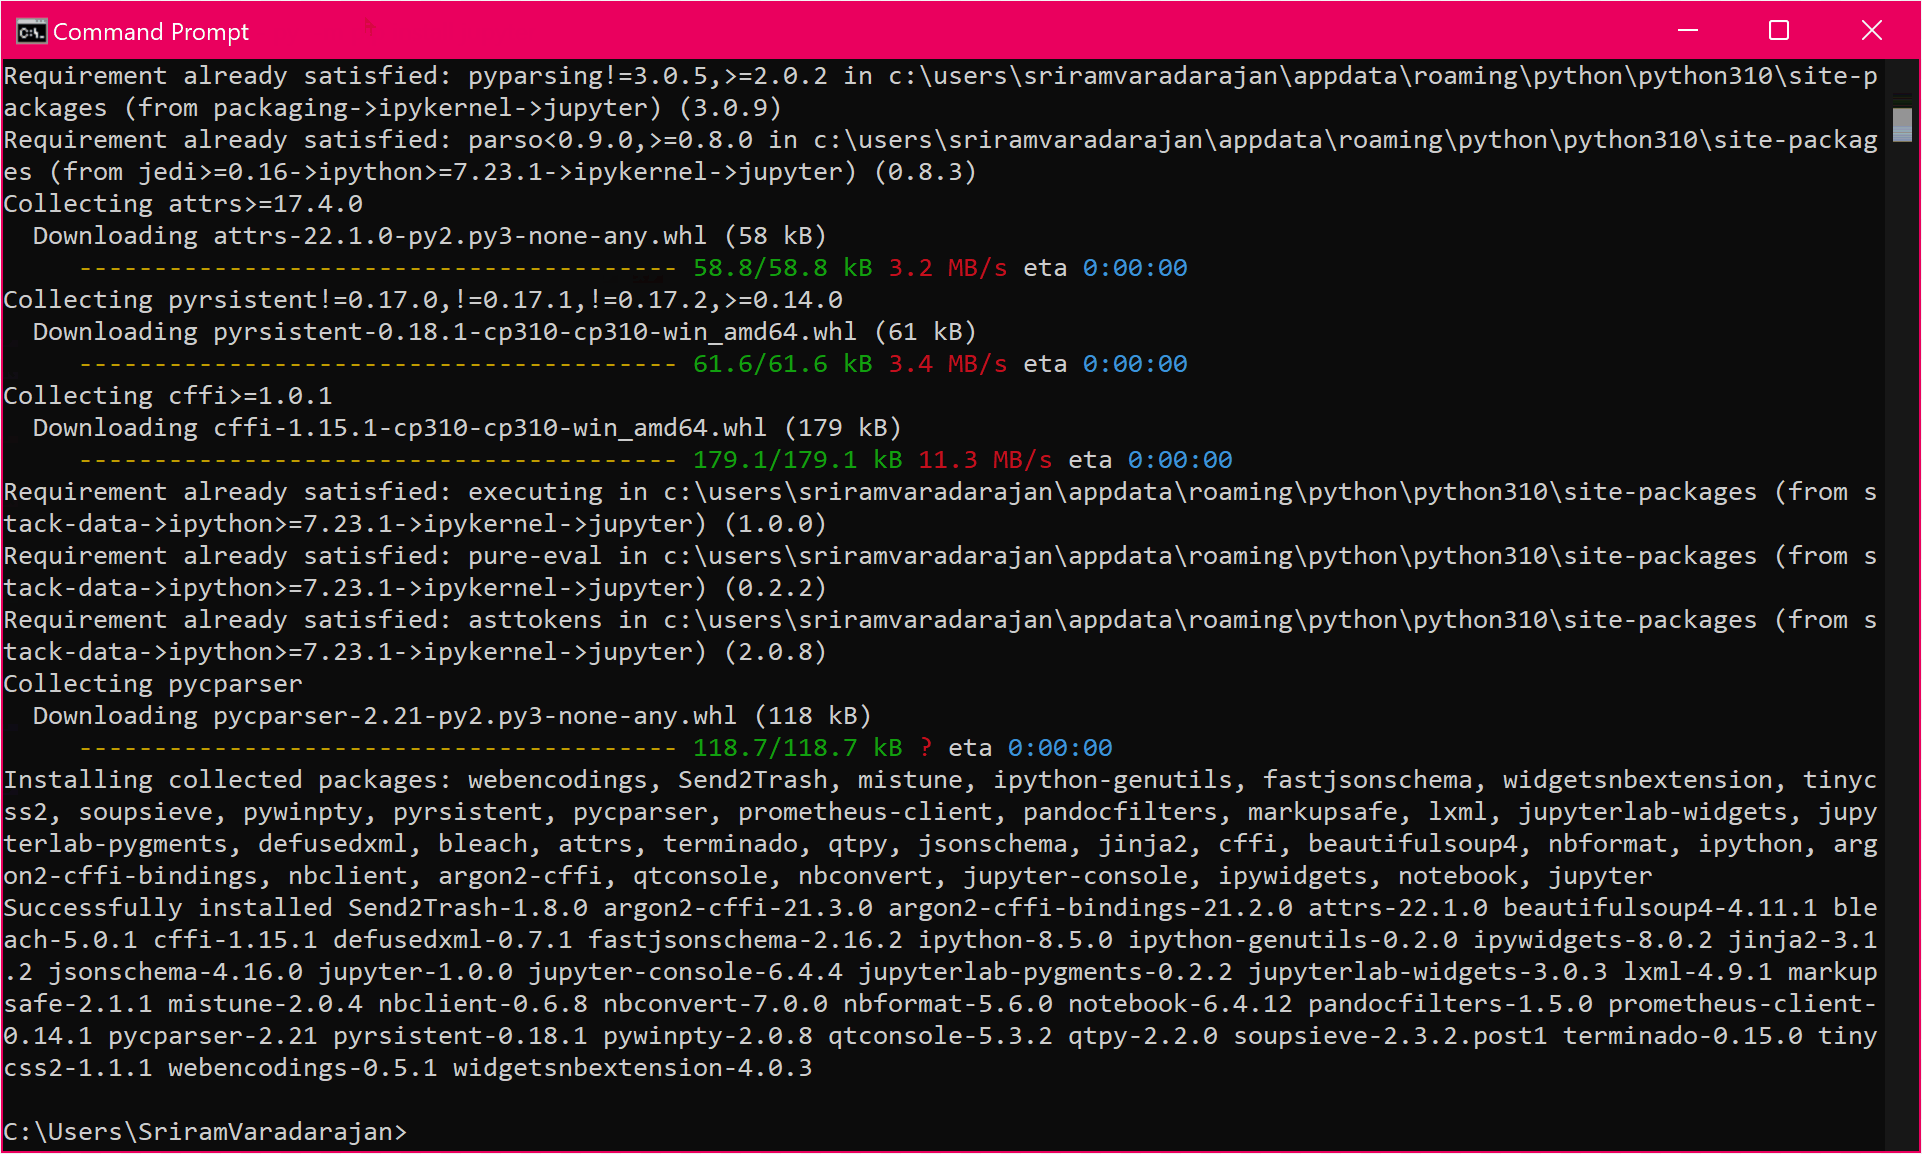 Command Prompt
Requirement already satisfied: pyparsing!=3.0.5,>=2.0.2 in c:\users\sriramvaradarajan\appdata\roaming\python\python310\site-p
ackages (from packaging->ipykernel->jupyter) (3.0.9)
Requirement already satisfied: parso<0.9.0,>=0.8.0 in c:\users\sriramvaradarajan\appdata\roaming\python\python310\site-packag
es (from jedi>=0.16->ipython>=7.23.1->ipykernel->jupyter) (0.8.3)
Collecting attrs>=17.4.0
  Downloading attrs-22.1.0-py2.py3-none-any.whl (58 kB)
     ---------------------------------------- 58.8/58.8 kB 3.2 MB/s eta 0:00:00
Collecting pyrsistent!=0.17.0,!=0.17.1,!=0.17.2,>=0.14.0
  Downloading pyrsistent-0.18.1-cp310-cp310-win_amd64.whl (61 kB)
     ---------------------------------------- 61.6/61.6 kB 3.4 MB/s eta 0:00:00
Collecting cffi>=1.0.1
  Downloading cffi-1.15.1-cp310-cp310-win_amd64.whl (179 kB)
     ---------------------------------------- 179.1/179.1 kB 11.3 MB/s eta 0:00:00
Requirement already satisfied: executing in c:\users\sriramvaradarajan\appdata\roaming\python\python310\site-packages (from s
tack-data->ipython>=7.23.1->ipykernel->jupyter) (1.0.0)
Requirement already satisfied: pure-eval in c:\users\sriramvaradarajan\appdata\roaming\python\python310\site-packages (from s
tack-data->ipython>=7.23.1->ipykernel->jupyter) (0.2.2)
Requirement already satisfied: asttokens in c:\users\sriramvaradarajan\appdata\roaming\python\python310\site-packages (from s
tack-data->ipython>=7.23.1->ipykernel->jupyter) (2.0.8)
Collecting pycparser
  Downloading pycparser-2.21-py2.py3-none-any.whl (118 kB)
     ---------------------------------------- 118.7/118.7 kB ? eta 0:00:00
Installing collected packages: webencodings, Send2Trash, mistune, ipython-genutils, fastjsonschema, widgetsnbextension, tinyc
ss2, soupsieve, pywinpty, pyrsistent, pycparser, prometheus-client, pandocfilters, markupsafe, lxml, jupyterlab-widgets, jupy
terlab-pygments, defusedxml, bleach, attrs, terminado, qtpy, jsonschema, jinja2, cffi, beautifulsoup4, nbformat, ipython, arg
on2-cffi-bindings, nbclient, argon2-cffi, qtconsole, nbconvert, jupyter-console, ipywidgets, notebook, jupyter
Successfully installed Send2Trash-1.8.0 argon2-cffi-21.3.0 argon2-cffi-bindings-21.2.0 attrs-22.1.0 beautifulsoup4-4.11.1 ble
ach-5.0.1 cffi-1.15.1 defusedxml-0.7.1 fastjsonschema-2.16.2 ipython-8.5.0 ipython-genutils-0.2.0 ipywidgets-8.0.2 jinja2-3.1
.2 jsonschema-4.16.0 jupyter-1.0.0 jupyter-console-6.4.4 jupyterlab-pygments-0.2.2 jupyterlab-widgets-3.0.3 lxml-4.9.1 markup
safe-2.1.1 mistune-2.0.4 nbclient-0.6.8 nbconvert-7.0.0 nbformat-5.6.0 notebook-6.4.12 pandocfilters-1.5.0 prometheus-client-
0.14.1 pycparser-2.21 pyrsistent-0.18.1 pywinpty-2.0.8 qtconsole-5.3.2 qtpy-2.2.0 soupsieve-2.3.2.post1 terminado-0.15.0 tiny
css2-1.1.1 webencodings-0.5.1 widgetsnbextension-4.0.3
C:\Users\SriramVaradarajan>